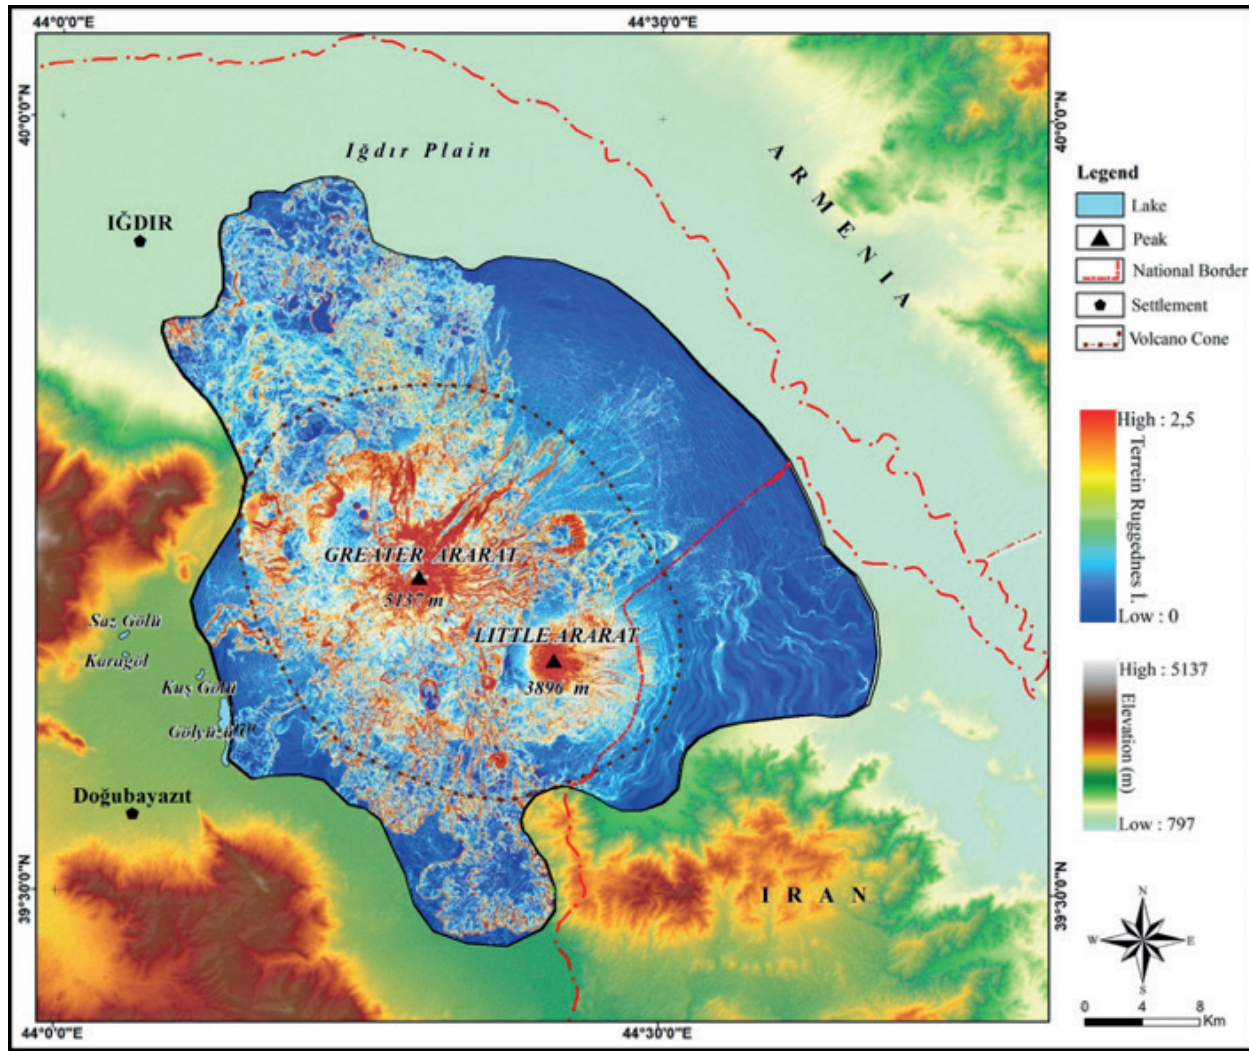 44°0'0"E
44°30'0"E
40°0'0"N
40°0'0"N
Iğdır Plain
ARMENIA
IĞDIR
GREATER ARARAT
5137 m
LITTLE ARARAT
3896 m
Saz Gölü
Karagöl
Kuş Gölü
Gölyüzü G
Doğubayazıt
IRAN
39°30'0"N
39°30'0"N
44°0'0"E
44°30'0"E
Legend
Lake
Peak
National Border
Settlement
Volcano Cone
High : 2,5
Terrein Ruggednes İ.
Low : 0
High : 5137
Elevation (m)
Low : 797
N
W
E
S
0 4 8
Km